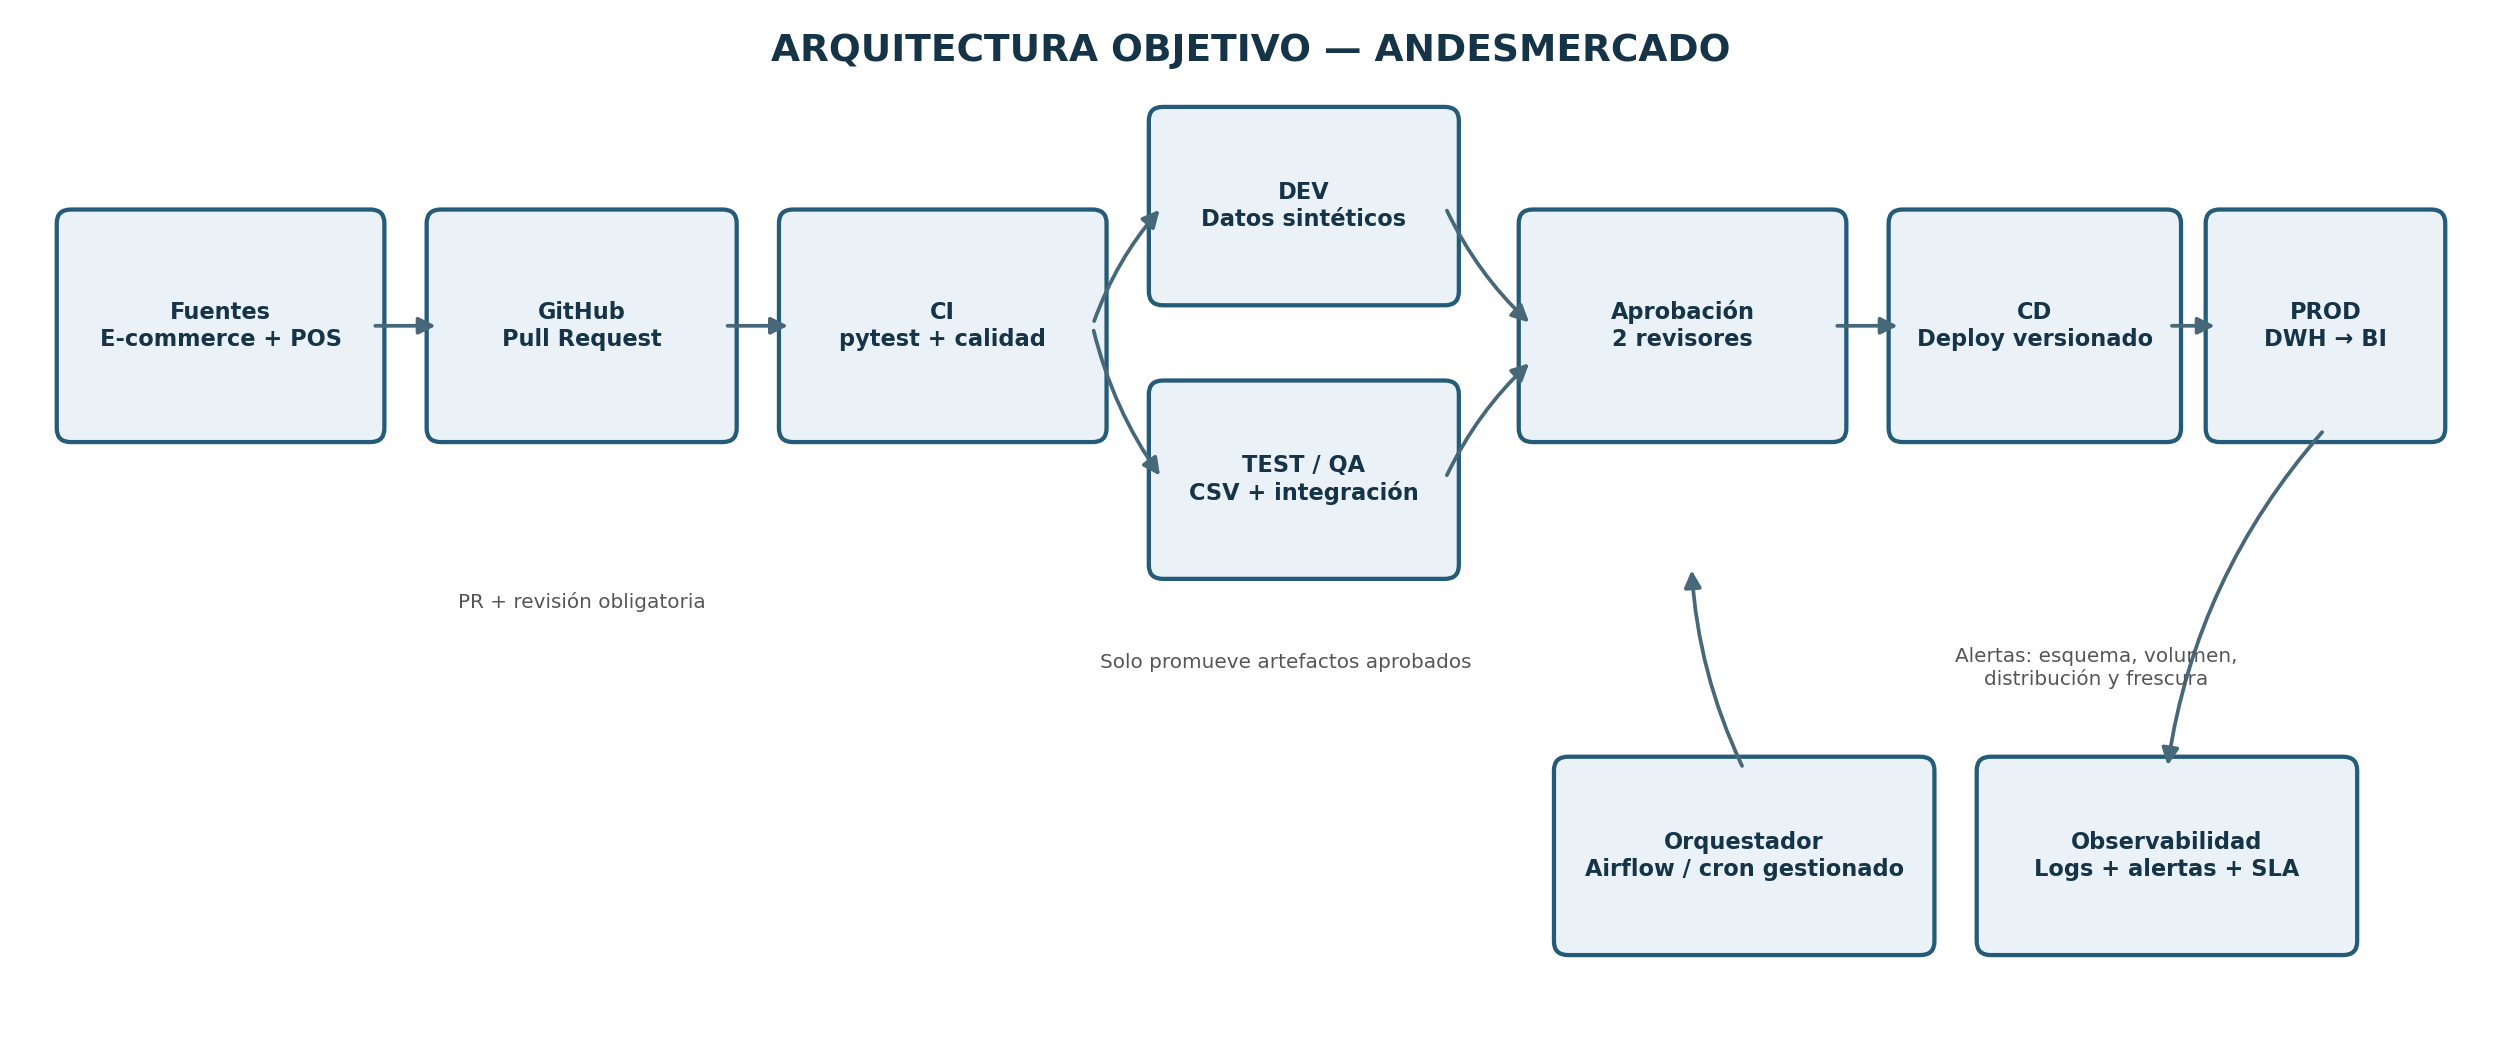 ARQUITECTURA OBJETIVO — ANDESMERCADO
Fuentes
E-commerce + POS
GitHub
Pull Request
CI
pytest + calidad
DEV
Datos sintéticos
TEST / QA
CSV + integración
Aprobación
2 revisores
CD
Deploy versionado
PROD
DWH → BI
PR + revisión obligatoria
Solo promueve artefactos aprobados
Alertas: esquema, volumen,
distribución y frescura
Orquestador
Airflow / cron gestionado
Observabilidad
Logs + alertas + SLA